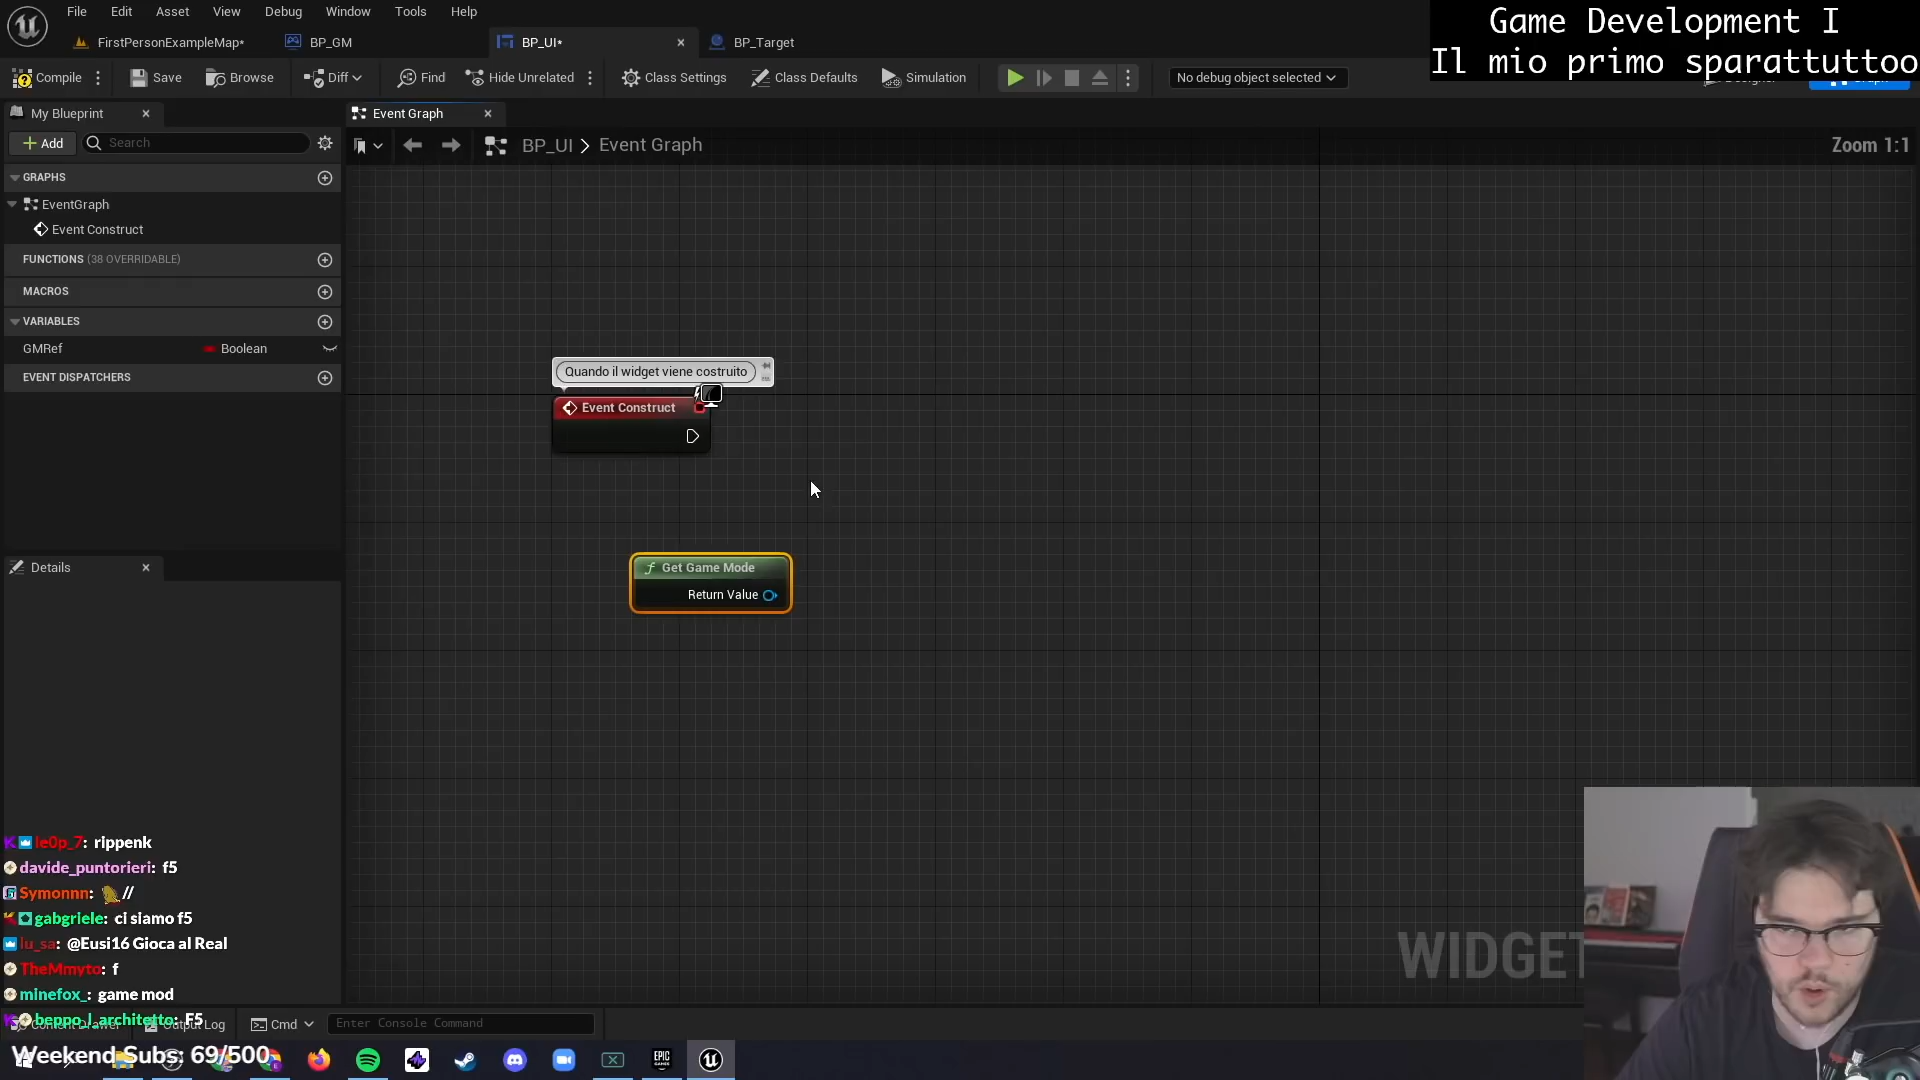 File Edit Asset View Debug Window Tools Help
Game Development I
Il mio primo sparattuttoo
FirstPersonExampleMap* BP_GM BP_UI* BP_Target
Compile Save Browse Diff Find Hide Unrelated Class Settings Class Defaults Simulation No debug object selected
My Blueprint Event Graph
Add Search BP_UI > Event Graph Zoom 1:1
GRAPHS
EventGraph
Event Construct
FUNCTIONS (38 OVERRIDABLE)
MACROS
VARIABLES
GMRef Boolean
EVENT DISPATCHERS
Quando il widget viene costruito
Event Construct
Get Game Mode
Return Value
Details
WIDGET
le0p_7: rippenk
davide_puntorieri: f5
Symonnn: //
gabgriele: ci siamo f5
lu_sa: @Eusi16 Gioca al Real
TheMmyto: f
minefox_: game mod
beppo_l_architetto: F5
Output Log Cmd Enter Console Command
Weekend Subs: 69/500
EPIC GAMES